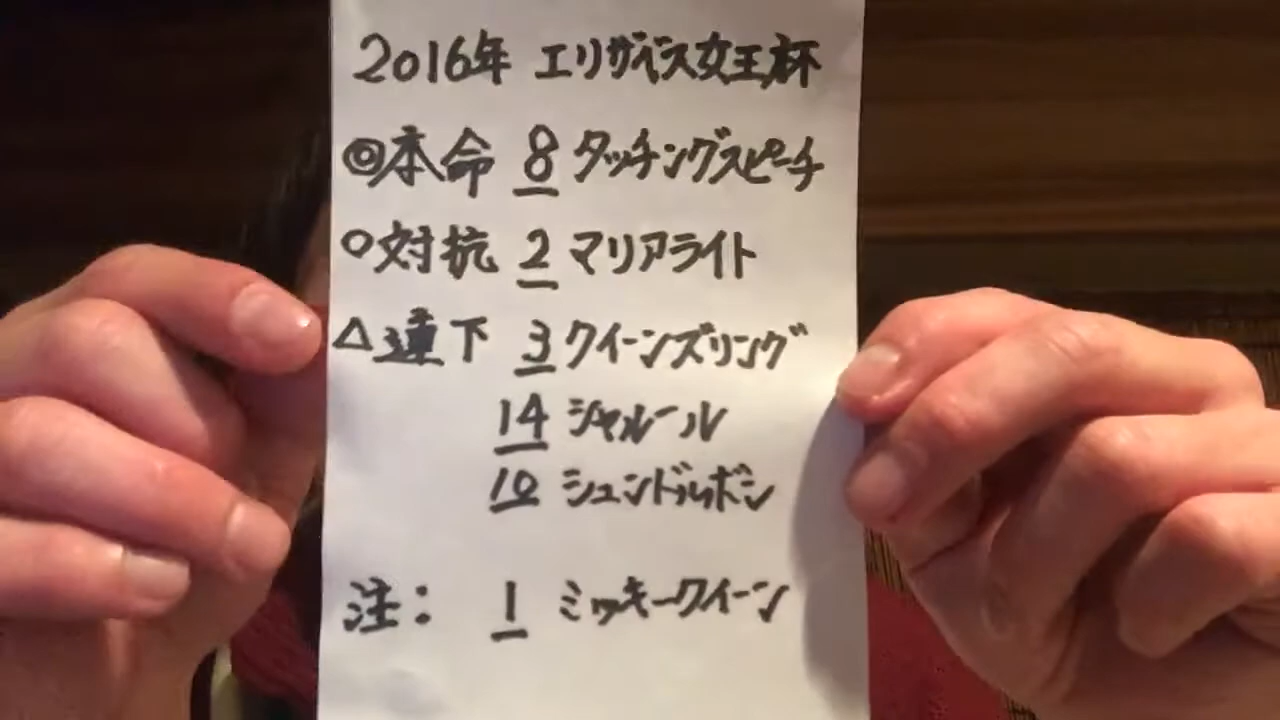 2016年 エリザベス女王杯
◎本命 8 タッチングスピーチ
○対抗 2 マリアライト
△連下 3 クイーンズリング
14 シャルール
10 シュンドルボン
注: 1 ミッキークイーン